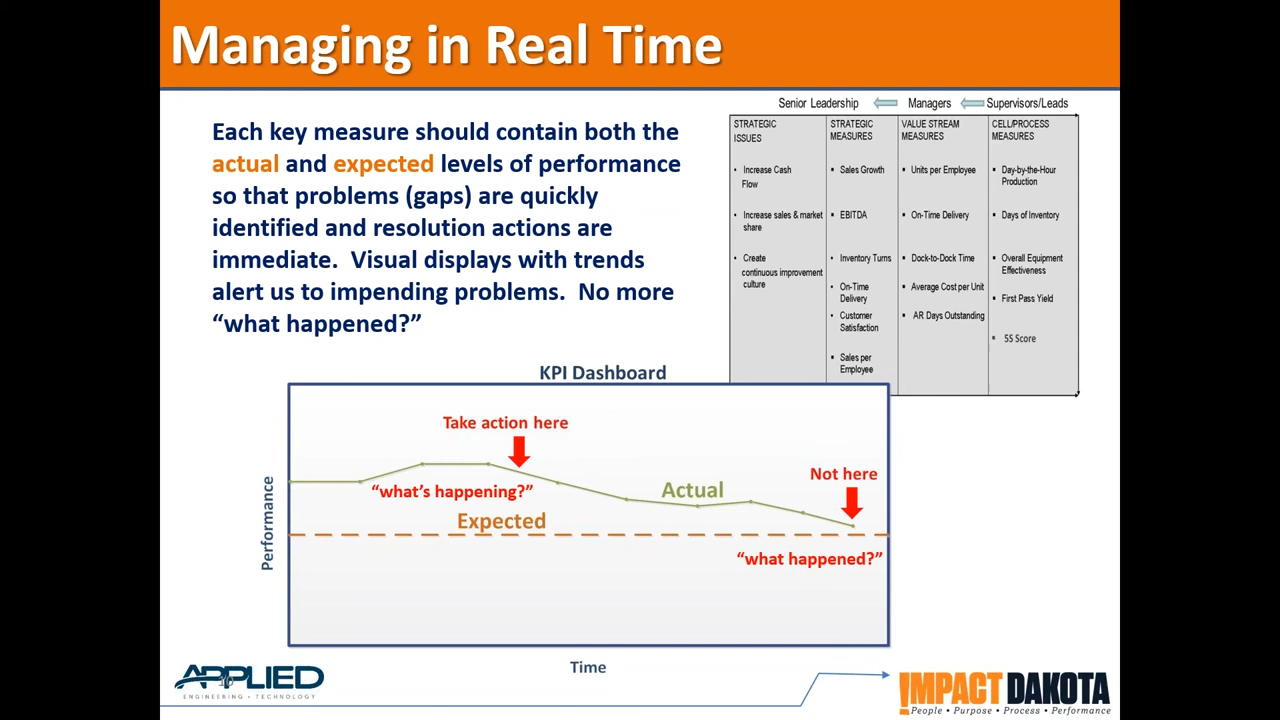 Managing in Real Time
Each key measure should contain both the
actual and expected levels of performance
so that problems (gaps) are quickly
identified and resolution actions are
immediate.  Visual displays with trends
alert us to impending problems.  No more
“what happened?”
Senior Leadership
Managers
Supervisors/Leads
STRATEGIC
ISSUES
• Increase Cash
Flow
• Increase sales & market
share
• Create
continuous improvement
culture
STRATEGIC
MEASURES
▪ Sales Growth
▪ EBITDA
▪ Inventory Turns
▪ On-Time
Delivery
▪ Customer
Satisfaction
▪ Sales per
Employee
VALUE STREAM
MEASURES
▪ Units per Employee
▪ On-Time Delivery
▪ Dock-to-Dock Time
▪ Average Cost per Unit
▪ AR Days Outstanding
CELL/PROCESS
MEASURES
▪ Day-by-the-Hour
Production
▪ Days of Inventory
▪ Overall Equipment
Effectiveness
▪ First Pass Yield
▪ 5S Score
KPI Dashboard
Take action here
Not here
“what's happening?”
Actual
Expected
“what happened?”
Performance
Time
APPLIED
ENGINEERING • TECHNOLOGY
10
IMPACT DAKOTA
People • Purpose • Process • Performance